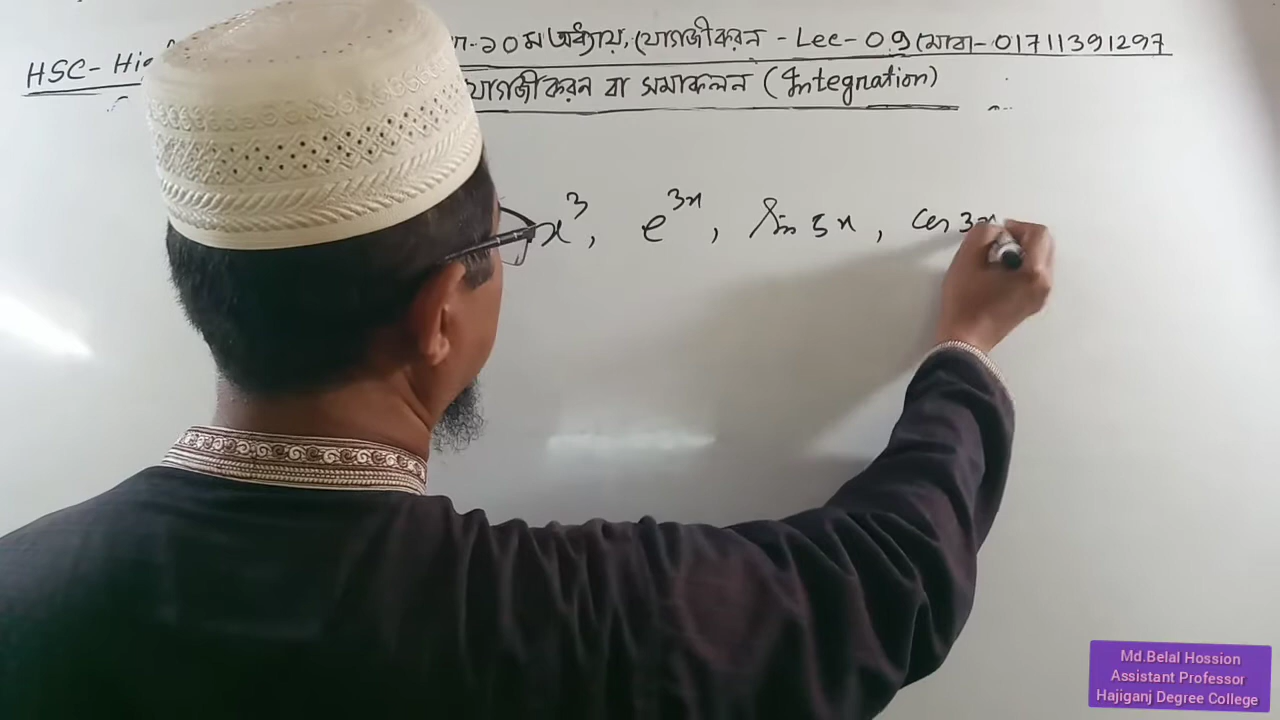 HSC- Hi ১০ম অধ্যায়, যোগজীকরন - Lec- 09 (মোবা- 01711391297
যোগজীকরন বা সমাকলন (Integration)
x³, e³ˣ, Sin 5x, Cos 3x
Md.Belal Hossion
Assistant Professor
Hajiganj Degree College